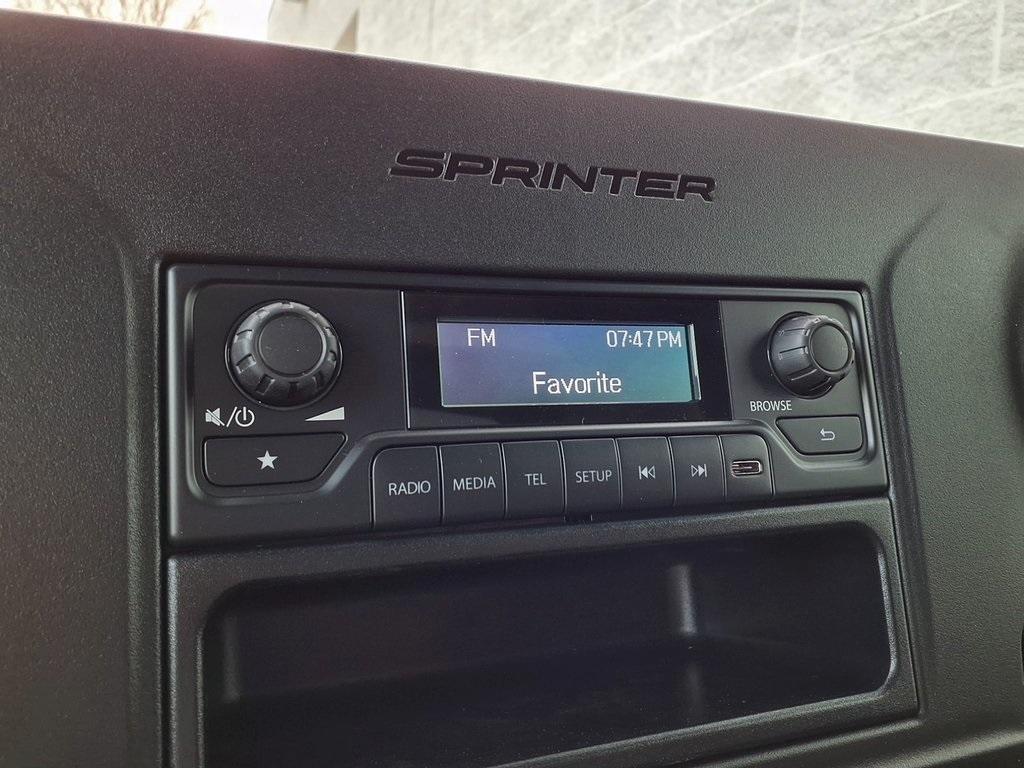 SPRINTER
FM 07:47 PM
Favorite
BROWSE
RADIO MEDIA TEL SETUP